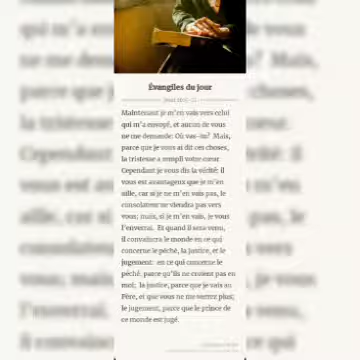 Évangiles du jour
Maintenant je m'en vais vers celui
qui m'a envoyé, et aucun de vous
ne me demande: Où vas-tu? Mais,
parce que je vous ai dit ces choses,
la tristesse a rempli votre cœur.
Cependant je vous dis la vérité: il
vous est avantageux que je m'en
aille, car si je ne m'en vais pas, le
consolateur ne viendra pas vers
vous; mais, si je m'en vais, je vous
l'enverrai. Et quand il sera venu,
il convaincra le monde en ce qui
concerne le péché, la justice, et le
jugement: en ce qui concerne le
péché, parce qu'ils ne croient pas en
moi; la justice, parce que je vais au
Père, et que vous ne me verrez plus;
le jugement, parce que le prince de
ce monde est jugé.